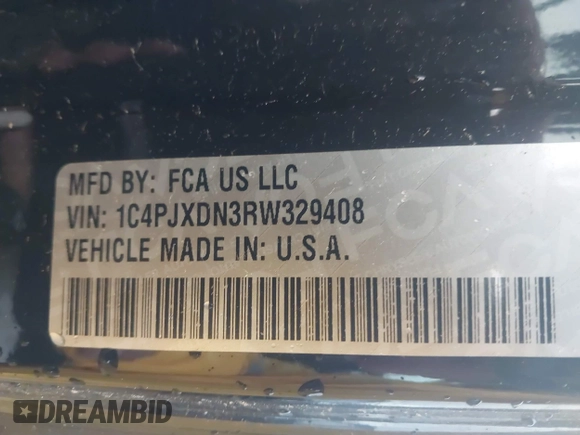 MFD BY: FCA US LLC
VIN: 1C4PJXDN3RW329408
VEHICLE MADE IN: U.S.A.
DREAMBID